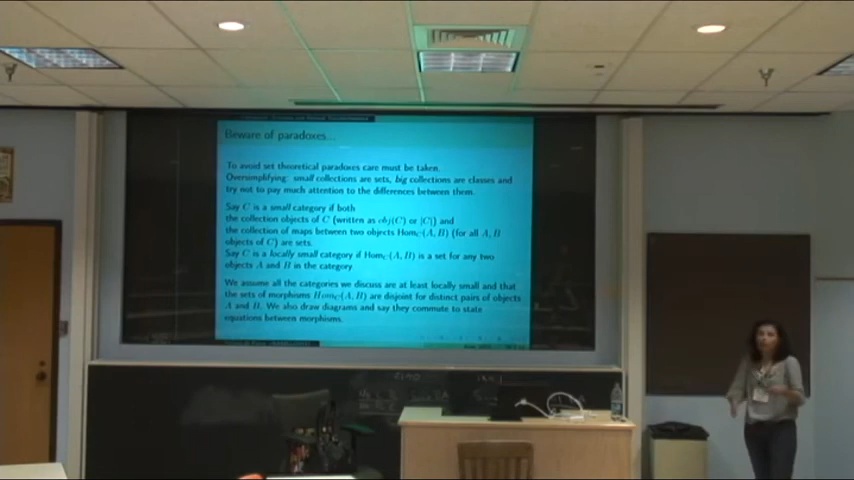 Beware of paradoxes...
To avoid set theoretical paradoxes care must be taken.
Oversimplifying: small collections are sets, big collections are classes and
try not to pay much attention to the differences between them.
Say C is a small category if both
the collection objects of C (written as obj(C) or |C|) and
the collection of maps between two objects Hom_C(A, B) (for all A, B
objects of C) are sets.
Say C is a locally small category if Hom_C(A, B) is a set for any two
objects A and B in the category
We assume all the categories we discuss are at least locally small and that
the sets of morphisms Hom_C(A, B) are disjoint for distinct pairs of objects
A and B. We also draw diagrams and say they commute to state
equations between morphisms.